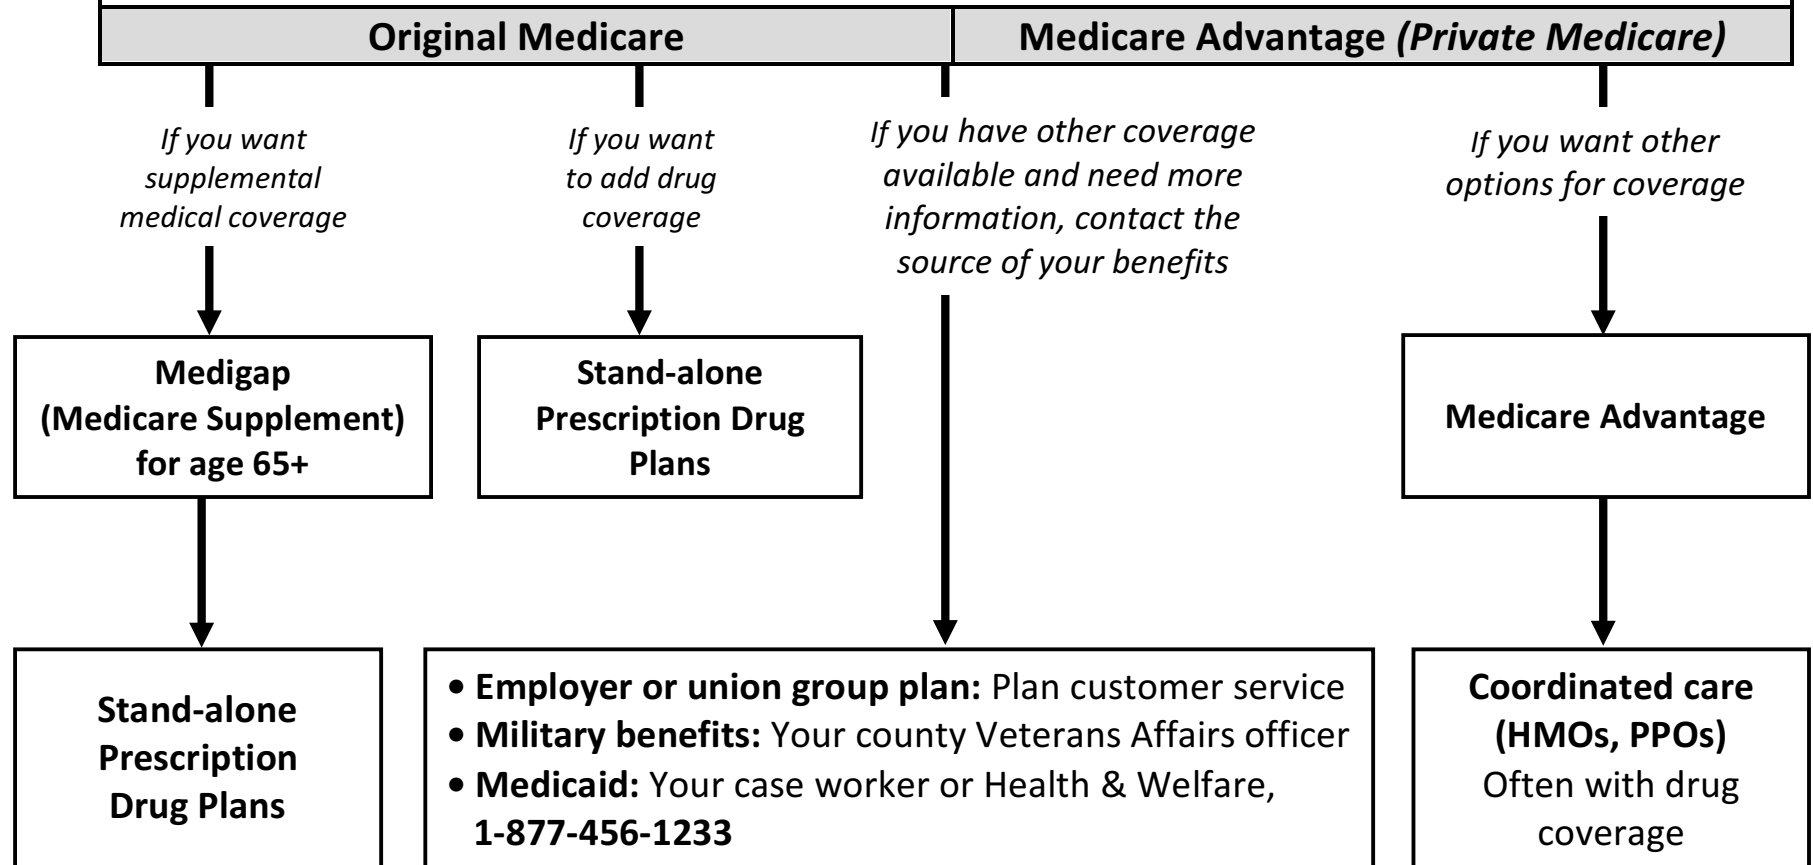 Original Medicare
Medicare Advantage (Private Medicare)
If you want
supplemental
medical coverage
If you want
to add drug
coverage
If you have other coverage
available and need more
information, contact the
source of your benefits
If you want other
options for coverage
Medigap
(Medicare Supplement)
for age 65+
Stand-alone
Prescription Drug
Plans
Medicare Advantage
Stand-alone
Prescription
Drug Plans
• Employer or union group plan: Plan customer service
• Military benefits: Your county Veterans Affairs officer
• Medicaid: Your case worker or Health & Welfare,
1-877-456-1233
Coordinated care
(HMOs, PPOs)
Often with drug
coverage